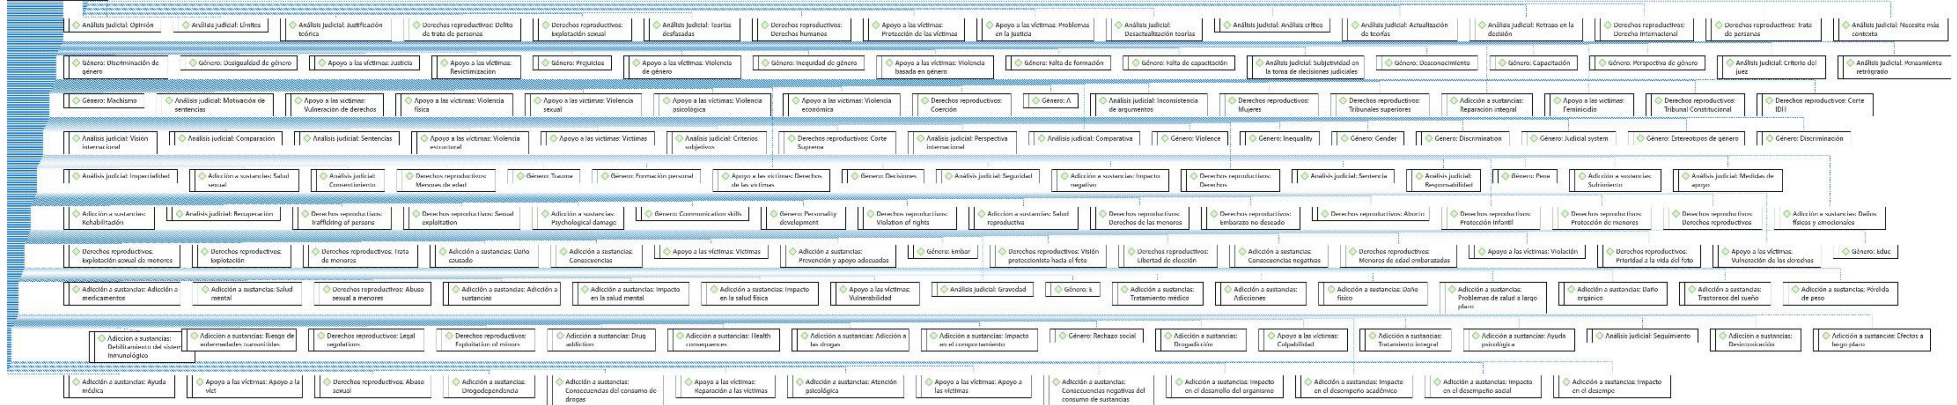 Análisis judicial: Opinión
Análisis judicial: Límites
Análisis judicial: Justificación
teórica
Derechos reproductivos: Delito
de trata de personas
Derechos reproductivos:
Explotación sexual
Análisis judicial: Teorías
desfasadas
Derechos reproductivos:
Derechos humanos
Apoyo a las víctimas:
Protección de las víctimas
Apoyo a las víctimas: Problemas
en la justicia
Análisis judicial:
Desactualización teorías
Análisis judicial: Análisis crítico
Análisis judicial: Actualización
de teorías
Análisis judicial: Retraso en la
decisión
Derechos reproductivos:
Derecho Internacional
Derechos reproductivos: Trata
de personas
Análisis judicial: Necesita más
contexto
Género: Discriminación de
género
Género: Desigualdad de género
Apoyo a las víctimas: Justicia
Apoyo a las víctimas:
Revictimización
Género: Prejuicios
Apoyo a las víctimas: Violencia
de género
Género: Inequidad de género
Apoyo a las víctimas: Violencia
basada en género
Género: Falta de formación
Género: Falta de capacitación
Análisis judicial: Subjetividad en
la toma de decisiones judiciales
Género: Desconocimiento
Género: Capacitación
Género: Perspectiva de género
Análisis judicial: Criterio del
juez
Análisis judicial: Pensamiento
retrógrado
Género: Machismo
Análisis judicial: Motivación de
sentencias
Apoyo a las víctimas:
Vulneración de derechos
Apoyo a las víctimas: Violencia
física
Apoyo a las víctimas: Violencia
sexual
Apoyo a las víctimas: Violencia
psicológica
Apoyo a las víctimas: Violencia
económica
Derechos reproductivos:
Coerción
Género: A
Análisis judicial: Inconsistencia
de argumentos
Derechos reproductivos:
Mujeres
Derechos reproductivos:
Tribunales superiores
Adicción a sustancias:
Reparación integral
Apoyo a las víctimas:
Feminicidio
Derechos reproductivos:
Tribunal Constitucional
Derechos reproductivos: Corte
IDH
Análisis judicial: Visión
internacional
Análisis judicial: Comparación
Análisis judicial: Sentencias
Apoyo a las víctimas: Violencia
estructural
Apoyo a las víctimas: Víctimas
Análisis judicial: Criterios
subjetivos
Derechos reproductivos: Corte
Suprema
Análisis judicial: Perspectiva
internacional
Análisis judicial: Comparativa
Género: Violence
Género: Inequality
Género: Gender
Género: Discrimination
Género: Judicial system
Género: Estereotipos de género
Género: Discriminación
Análisis judicial: Imparcialidad
Adicción a sustancias: Salud
sexual
Análisis judicial:
Consentimiento
Derechos reproductivos:
Menores de edad
Género: Trauma
Género: Formación personal
Apoyo a las víctimas: Derechos
de las víctimas
Género: Decisiones
Análisis judicial: Seguridad
Adicción a sustancias: Impacto
negativo
Derechos reproductivos:
Derechos
Análisis judicial: Sentencia
Análisis judicial:
Responsabilidad
Género: Pena
Adicción a sustancias:
Sufrimiento
Análisis judicial: Medidas de
apoyo
Adicción a sustancias:
Rehabilitación
Análisis judicial: Recuperación
Derechos reproductivos:
Trafficking of persons
Derechos reproductivos: Sexual
exploitation
Adicción a sustancias:
Psychological damage
Género: Communication skills
Género: Personality
development
Derechos reproductivos:
Violation of rights
Adicción a sustancias: Salud
reproductiva
Derechos reproductivos:
Derechos de las menores
Derechos reproductivos:
Embarazo no deseado
Derechos reproductivos: Aborto
Derechos reproductivos:
Protección Infantil
Derechos reproductivos:
Protección de menores
Derechos reproductivos:
Derechos reproductivos
Adicción a sustancias: Daños
físicos y emocionales
Derechos reproductivos:
Explotación sexual de menores
Derechos reproductivos:
Explotación
Derechos reproductivos: Trata
de menores
Adicción a sustancias: Daño
causado
Adicción a sustancias:
Consecuencias
Apoyo a las víctimas: Víctimas
Adicción a sustancias:
Prevención y apoyo adecuadas
Género: Embar
Derechos reproductivos: Visión
proteccionista hacia el feto
Derechos reproductivos:
Libertad de elección
Adicción a sustancias:
Consecuencias negativas
Derechos reproductivos:
Menores de edad embarazadas
Apoyo a las víctimas: Violación
Derechos reproductivos:
Prioridad a la vida del feto
Apoyo a las víctimas:
Vulneración de los derechos
Género: Educ
Adicción a sustancias: Adicción a
medicamentos
Adicción a sustancias: Salud
mental
Derechos reproductivos: Abuso
sexual a menores
Adicción a sustancias: Adicción a
sustancias
Adicción a sustancias: Impacto
en la salud mental
Adicción a sustancias: Impacto
en la salud física
Apoyo a las víctimas:
Vulnerabilidad
Análisis judicial: Gravedad
Género: E
Adicción a sustancias:
Tratamiento médico
Adicción a sustancias:
Adicciones
Adicción a sustancias: Daño
físico
Adicción a sustancias:
Problemas de salud a largo
plazo
Adicción a sustancias: Daño
orgánico
Adicción a sustancias:
Trastornos del sueño
Adicción a sustancias: Pérdida
de peso
Adicción a sustancias:
Debilitamiento del sistem
inmunológico
Adicción a sustancias: Riesgo de
enfermedades transmitidas
Derechos reproductivos: Legal
regulations
Derechos reproductivos:
Exploitation of minors
Adicción a sustancias: Drug
addiction
Adicción a sustancias: Health
consequences
Adicción a sustancias: Adicción a
las drogas
Adicción a sustancias: Impacto
en el comportamiento
Género: Rechazo social
Adicción a sustancias:
Drogadicción
Apoyo a las víctimas:
Culpabilidad
Adicción a sustancias:
Tratamiento integral
Adicción a sustancias: Ayuda
psicológica
Análisis judicial: Seguimiento
Adicción a sustancias:
Desintoxicación
Adicción a sustancias: Efectos a
largo plazo
Adicción a sustancias: Ayuda
médica
Apoyo a las víctimas: Apoyo a la
víct
Derechos reproductivos: Abuso
sexual
Adicción a sustancias:
Drogodependencia
Adicción a sustancias:
Consecuencias del consumo de
drogas
Apoyo a las víctimas:
Reparación a las víctimas
Adicción a sustancias: Atención
psicológica
Apoyo a las víctimas: Apoyo a
las víctimas
Adicción a sustancias:
Consecuencias negativas del
consumo de sustancias
Adicción a sustancias: Impacto
en el desarrollo del organismo
Adicción a sustancias: Impacto
en el desempeño académico
Adicción a sustancias: Impacto
en el desempeño social
Adicción a sustancias: Impacto
en el desempe